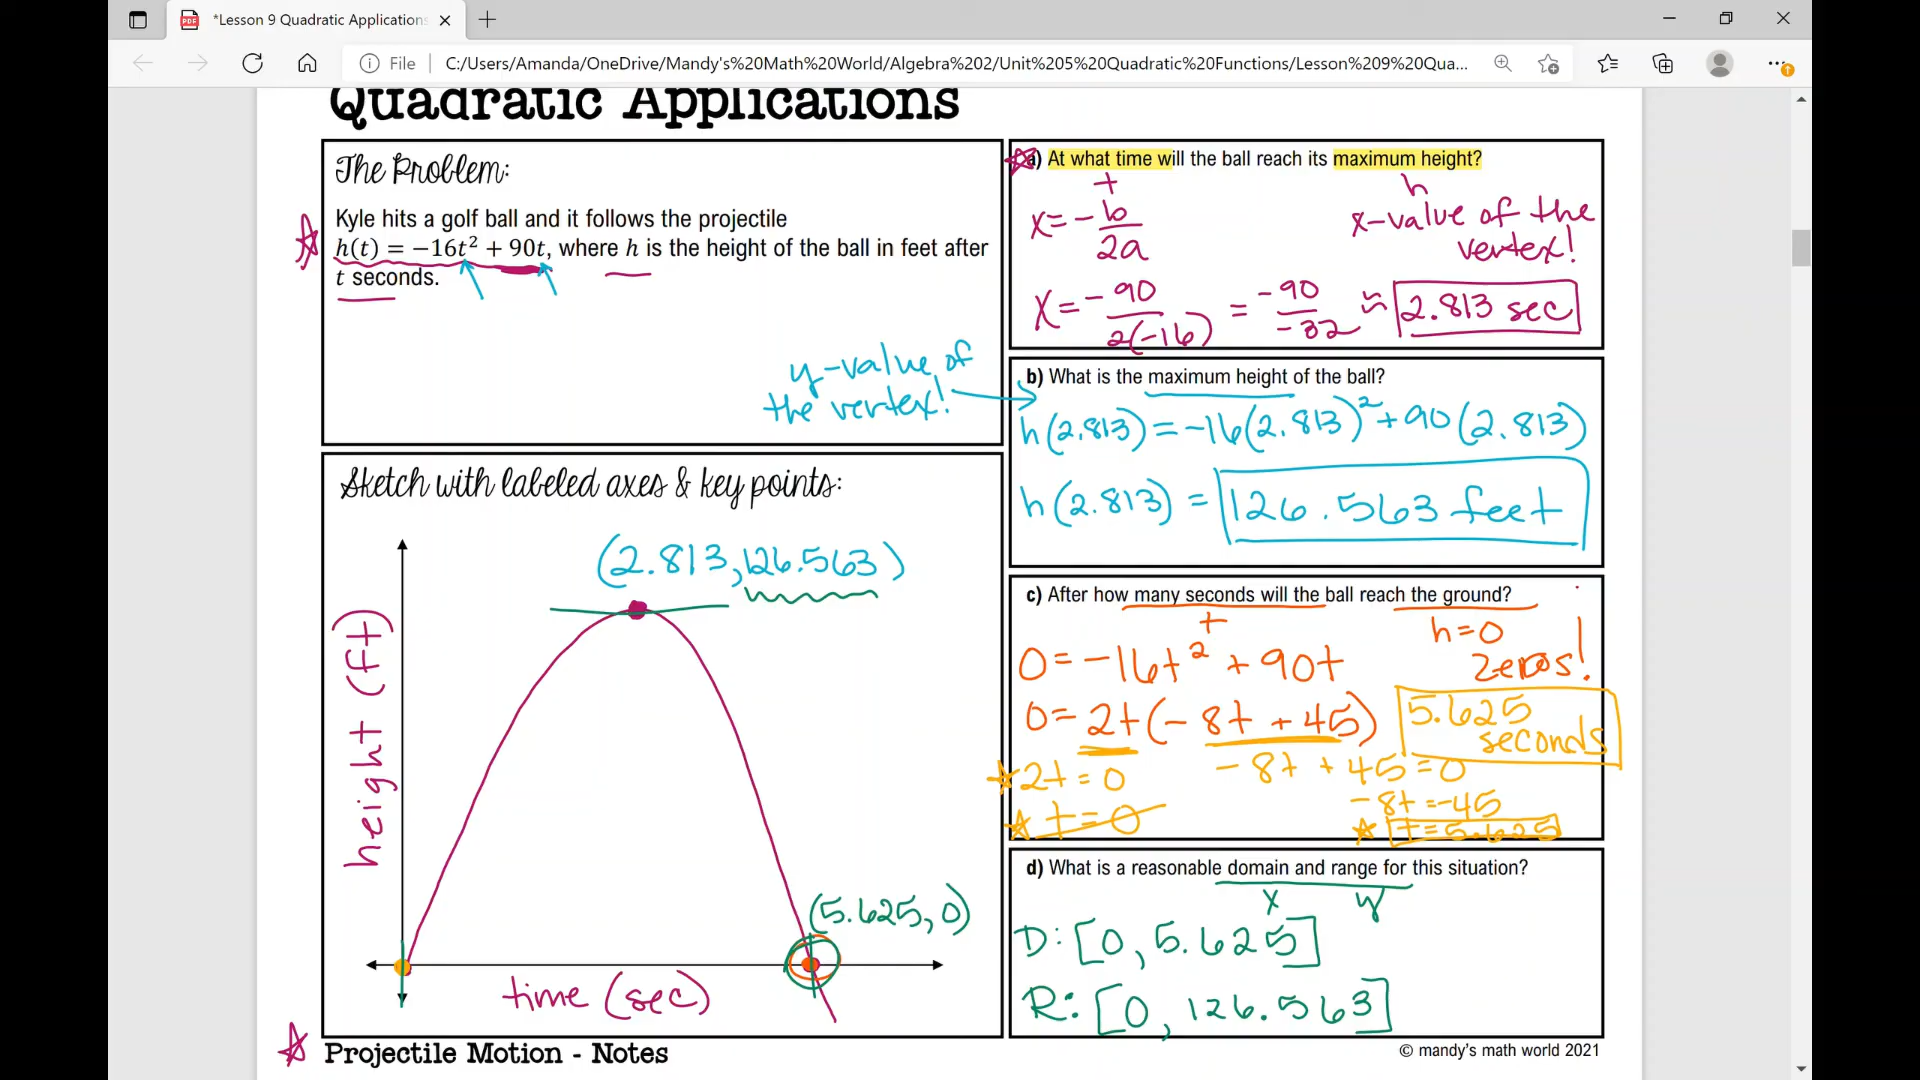 *Lesson 9 Quadratic Applications
File
C:/Users/Amanda/OneDrive/Mandy's%20Math%20World/Algebra%202/Unit%205%20Quadratic%20Functions/Lesson%209%20Qua...
Quadratic Applications
The Problem:
Kyle hits a golf ball and it follows the projectile
h(t) = −16t² + 90t, where h is the height of the ball in feet after
t seconds.
y-value of
the vertex!
Sketch with labeled axes & key points:
(2.813, 126.563)
height (ft)
(5.625, 0)
time (sec)
a) At what time will the ball reach its maximum height?
t
h
x = -b/2a
x-value of the
vertex!
x = -90/2(-16) = -90/-32 ≈ 2.813 sec
b) What is the maximum height of the ball?
h(2.813) = -16(2.813)² + 90(2.813)
h(2.813) = 126.563 feet
c) After how many seconds will the ball reach the ground?
t
h = 0
zeros!
0 = -16t² + 90t
0 = 2t(-8t + 45)
5.625
seconds
2t = 0
-8t + 45 = 0
-8t = -45
t = 0
t = 5.625
d) What is a reasonable domain and range for this situation?
x
y
D: [0, 5.625]
R: [0, 126.563]
Projectile Motion - Notes
© mandy's math world 2021